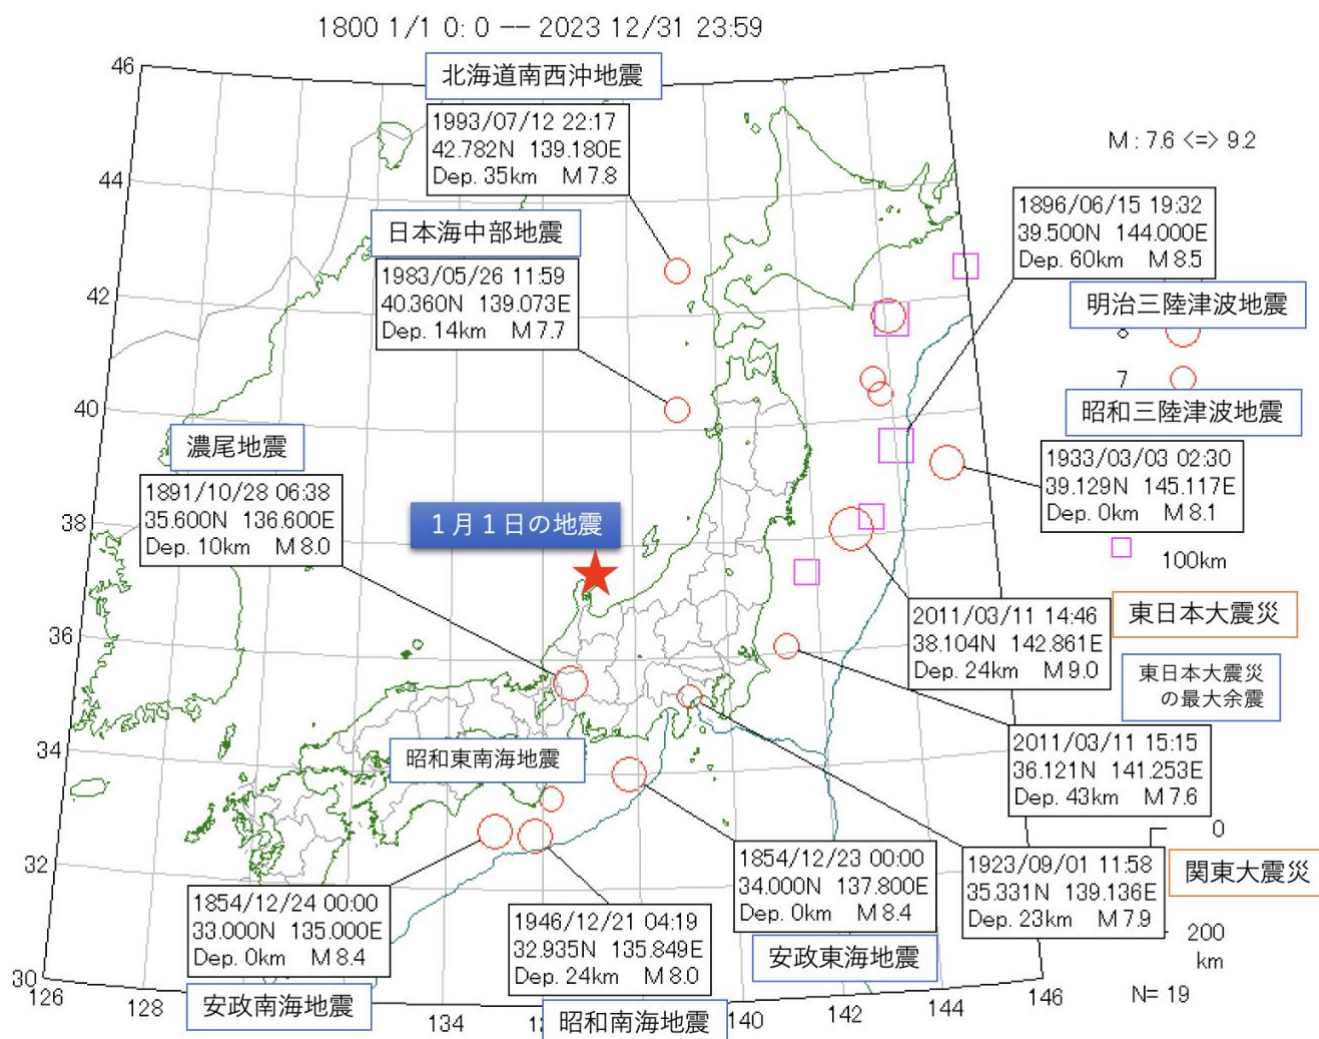 1800 1/1 0: 0 -- 2023 12/31 23:59
北海道南西沖地震
1993/07/12 22:17
42.782N 139.180E
Dep. 35km M 7.8
M : 7.6 <=> 9.2
日本海中部地震
1983/05/26 11:59
40.360N 139.073E
Dep. 14km M 7.7
1896/06/15 19:32
39.500N 144.000E
Dep. 60km M 8.5
明治三陸津波地震
8
7
昭和三陸津波地震
1933/03/03 02:30
39.129N 145.117E
Dep. 0km M 8.1
100km
濃尾地震
1891/10/28 06:38
35.600N 136.600E
Dep. 10km M 8.0
１月１日の地震
2011/03/11 14:46
38.104N 142.861E
Dep. 24km M 9.0
東日本大震災
東日本大震災
の最大余震
2011/03/11 15:15
36.121N 141.253E
Dep. 43km M 7.6
昭和東南海地震
1854/12/24 00:00
33.000N 135.000E
Dep. 0km M 8.4
安政南海地震
1946/12/21 04:19
32.935N 135.849E
Dep. 24km M 8.0
昭和南海地震
1854/12/23 00:00
34.000N 137.800E
Dep. 0km M 8.4
安政東海地震
1923/09/01 11:58
35.331N 139.136E
Dep. 23km M 7.9
関東大震災
0
200
km
N= 19
46
44
42
40
38
36
34
32
30
126
128
134
140
142
144
146